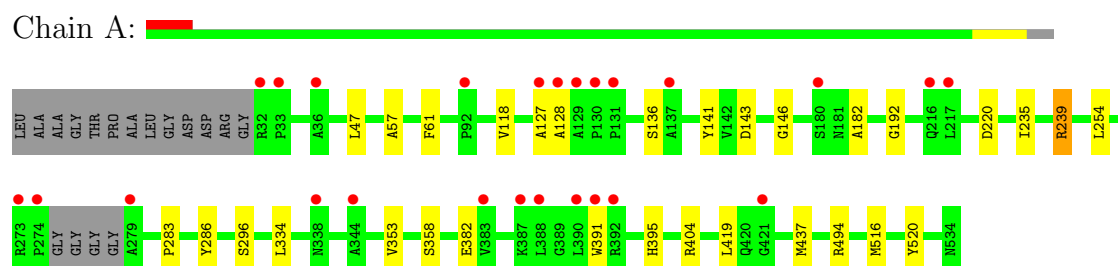 Chain A:
LEU ALA ALA GLY THR PRO ALA LEU GLY ASP ASP ARG GLY R32 P33 A36 L47 A57 F61 P92 V118 A127 A128 A129 P130 P131 S136 A137 Y141 V142 D143 G146 S180 N181 A182 G192 Q216 L217 D220 I235 R239 L254
R273 P274 GLY GLY GLY GLY A279 P283 Y286 S296 L334 N338 A344 V353 S358 E382 V383 K387 L388 G389 L390 W391 R392 H395 R404 L419 Q420 G421 M437 R494 M516 Y520 N534